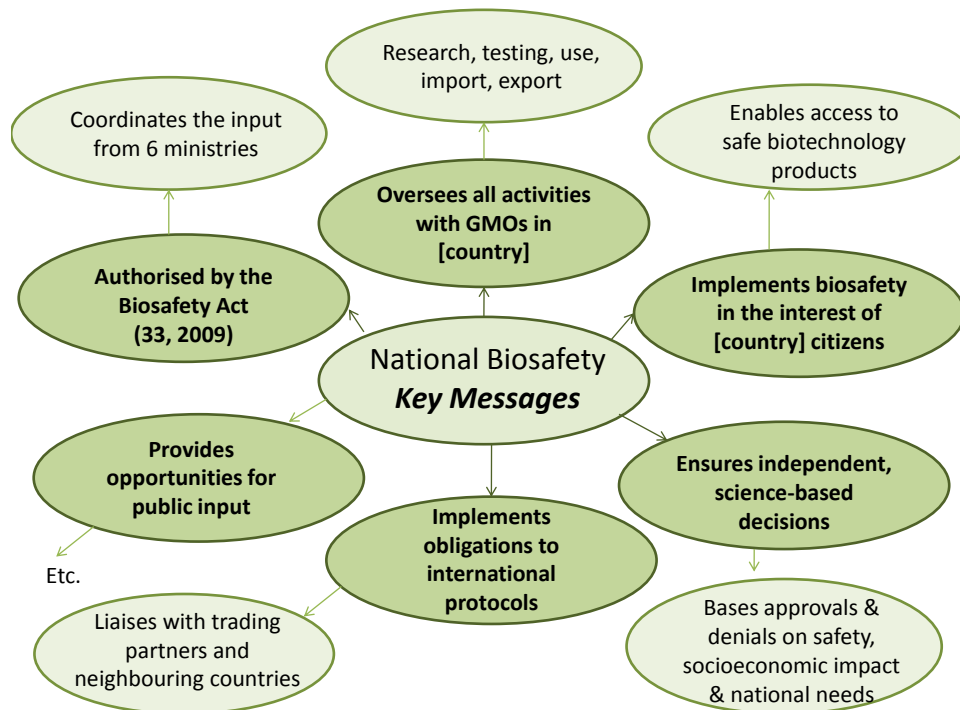 Research, testing, use,
import, export
Coordinates the input
from 6 ministries
Enables access to
safe biotechnology
products
Oversees all activities
with GMOs in
[country]
Authorised by the
Biosafety Act
(33, 2009)
Implements biosafety
in the interest of
[country] citizens
National Biosafety
Key Messages
Provides
opportunities for
public input
Ensures independent,
science-based
decisions
Implements
obligations to
international
protocols
Etc.
Liaises with trading
partners and
neighbouring countries
Bases approvals &
denials on safety,
socioeconomic impact
& national needs